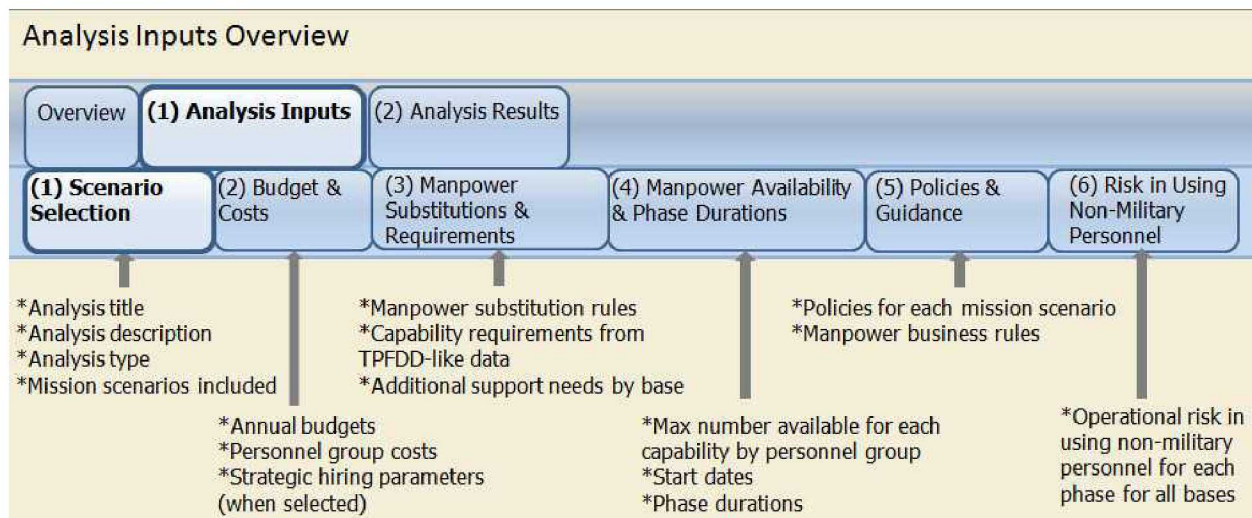 Analysis Inputs Overview
Overview
(1) Analysis Inputs
(2) Analysis Results
(1) Scenario
Selection
(2) Budget &
Costs
(3) Manpower
Substitutions &
Requirements
(4) Manpower Availability
& Phase Durations
(5) Policies &
Guidance
(6) Risk in Using
Non-Military
Personnel
*Analysis title
*Analysis description
*Analysis type
*Mission scenarios included
*Annual budgets
*Personnel group costs
*Strategic hiring parameters
(when selected)
*Manpower substitution rules
*Capability requirements from
TPFDD-like data
*Additional support needs by base
*Max number available for each
capability by personnel group
*Start dates
*Phase durations
*Policies for each mission scenario
*Manpower business rules
*Operational risk in
using non-military
personnel for each
phase for all bases